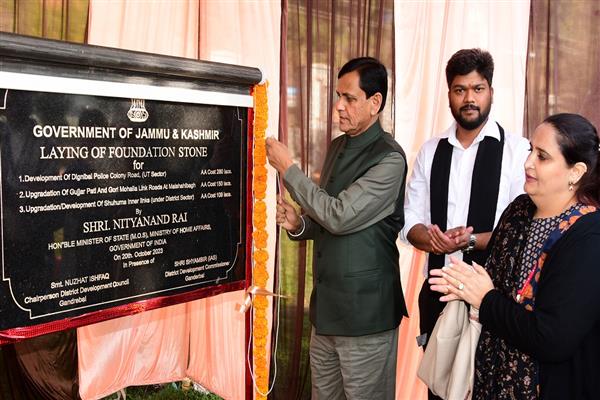 GOVERNMENT OF JAMMU & KASHMIR
LAYING OF FOUNDATION STONE
for
1.Development of Dignibal Police Colony Road, (UT Sector) AA Cost 280 lacs.
2.Upgradation Of Gujjar Patti And Gori Mohalla Link Roads At Malshahibagh AA Cost 150 lacs.
3.Upgradation/Development of Shuhuma Inner links (under District Sector) AA Cost 109 lacs.
BY
SHRI. NITYANAND RAI
HON'BLE MINISTER OF STATE (M.O.S), MINISTRY OF HOME AFFAIRS,
GOVERNMENT OF INDIA
On 20th. October 2023
In Presence of
Smt. NUZHAT ISHFAQ SHRI SHYAMBIR (IAS)
Chairperson District Development Council District Development Commissioner
Gandrebal Ganderbal